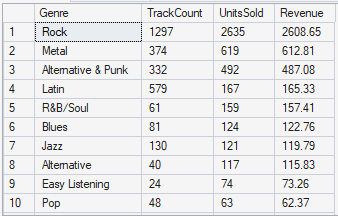 Genre TrackCount UnitsSold Revenue
1 Rock 1297 2635 2608.65
2 Metal 374 619 612.81
3 Alternative & Punk 332 492 487.08
4 Latin 579 167 165.33
5 R&B/Soul 61 159 157.41
6 Blues 81 124 122.76
7 Jazz 130 121 119.79
8 Alternative 40 117 115.83
9 Easy Listening 24 74 73.26
10 Pop 48 63 62.37